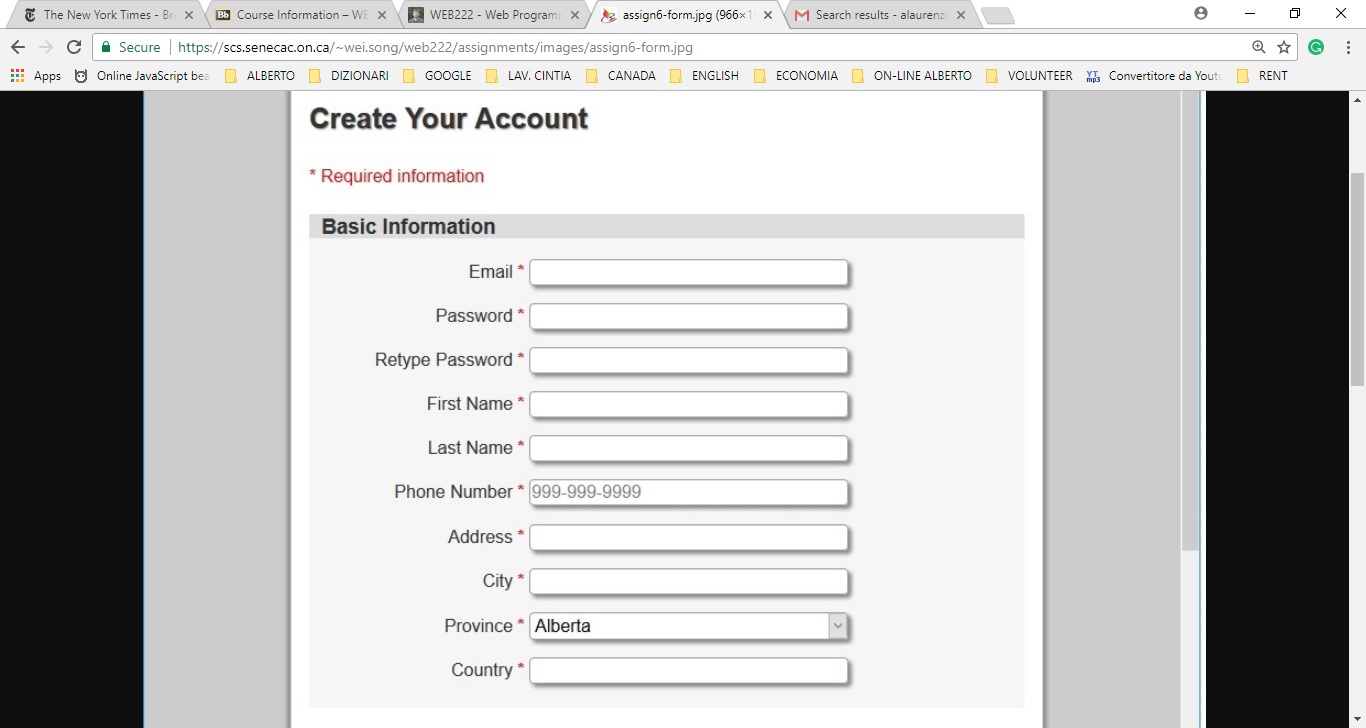 The New York Times - Br
Course Information – WE
WEB222 - Web Programm
assign6-form.jpg (966×1
Search results - alaurenz
Secure https://scs.senecac.on.ca/~wei.song/web222/assignments/images/assign6-form.jpg
Apps Online JavaScript bea ALBERTO DIZIONARI GOOGLE LAV. CINTIA CANADA ENGLISH ECONOMIA ON-LINE ALBERTO VOLUNTEER Convertitore da Youtu RENT
Create Your Account
* Required information
Basic Information
Email *
Password *
Retype Password *
First Name *
Last Name *
Phone Number * 999-999-9999
Address *
City *
Province * Alberta
Country *